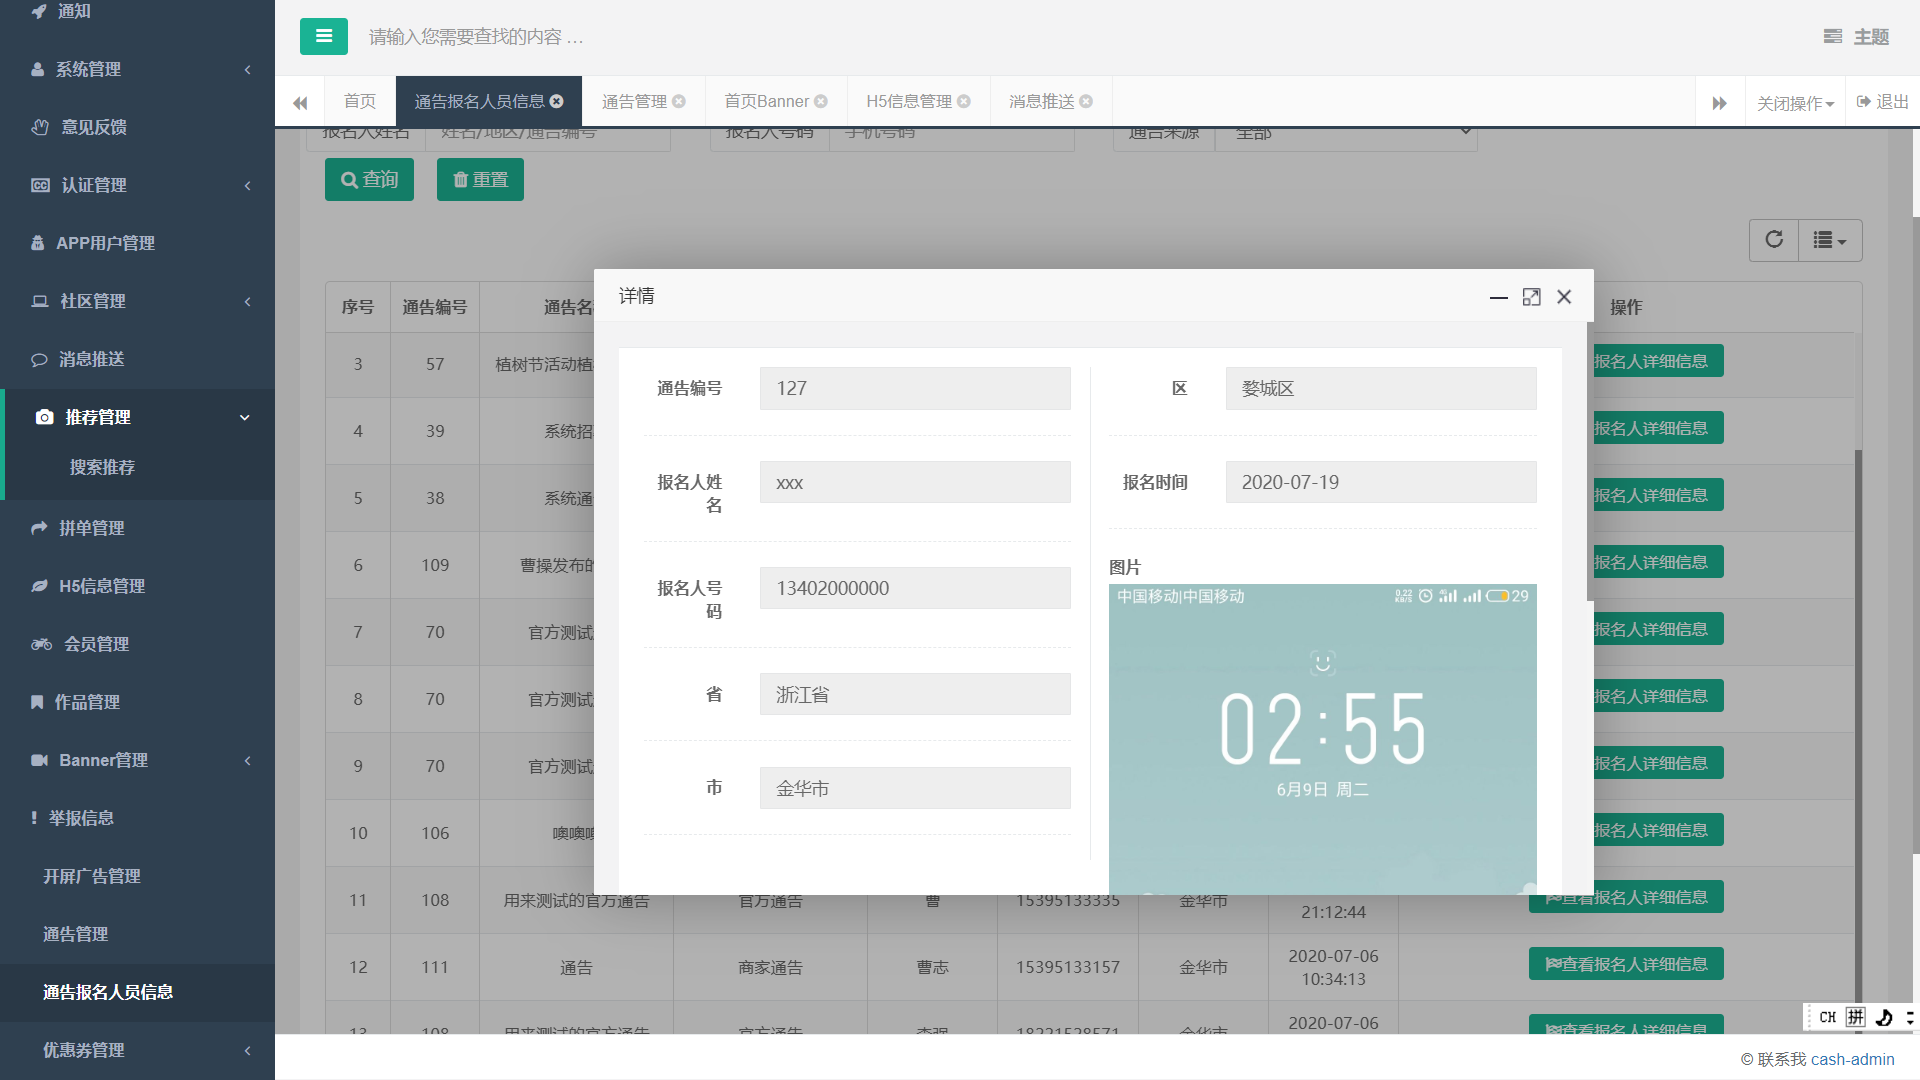 通知
系统管理
意见反馈
认证管理
APP用户管理
社区管理
消息推送
推荐管理
搜索推荐
拼单管理
H5信息管理
会员管理
作品管理
Banner管理
举报信息
开屏广告管理
通告管理
通告报名人员信息
优惠券管理
请输入您需要查找的内容 …
主题
首页
通告报名人员信息
通告管理
首页Banner
H5信息管理
消息推送
关闭操作
退出
报名人姓名
姓名/地区/通告编号
报名人号码
手机号码
通告来源
全部
查询
重置
序号 通告编号 通告名 操作
3 57 植树节活动植 报名人详细信息
4 39 系统招 报名人详细信息
5 38 系统通 报名人详细信息
6 109 曹操发布的 报名人详细信息
7 70 官方测试 报名人详细信息
8 70 官方测试 报名人详细信息
9 70 官方测试 报名人详细信息
10 106 噢噢噢 报名人详细信息
11 108 用来测试的官方通告 官方通告 曹 15395133335 金华市 21:12:44 查看报名人详细信息
12 111 通告 商家通告 曹志 15395133157 金华市 2020-07-06 10:34:13 查看报名人详细信息
13 108 用来测试的官方通告 官方通告 李强 18221528571 金华市 2020-07-06 查看报名人详细信息
详情
通告编号 127
报名人姓名 xxx
报名人号码 13402000000
省 浙江省
市 金华市
区 婺城区
报名时间 2020-07-19
图片
中国移动|中国移动
0.22 KB/S
29
02:55
6月9日 周二
CH 拼
© 联系我 cash-admin